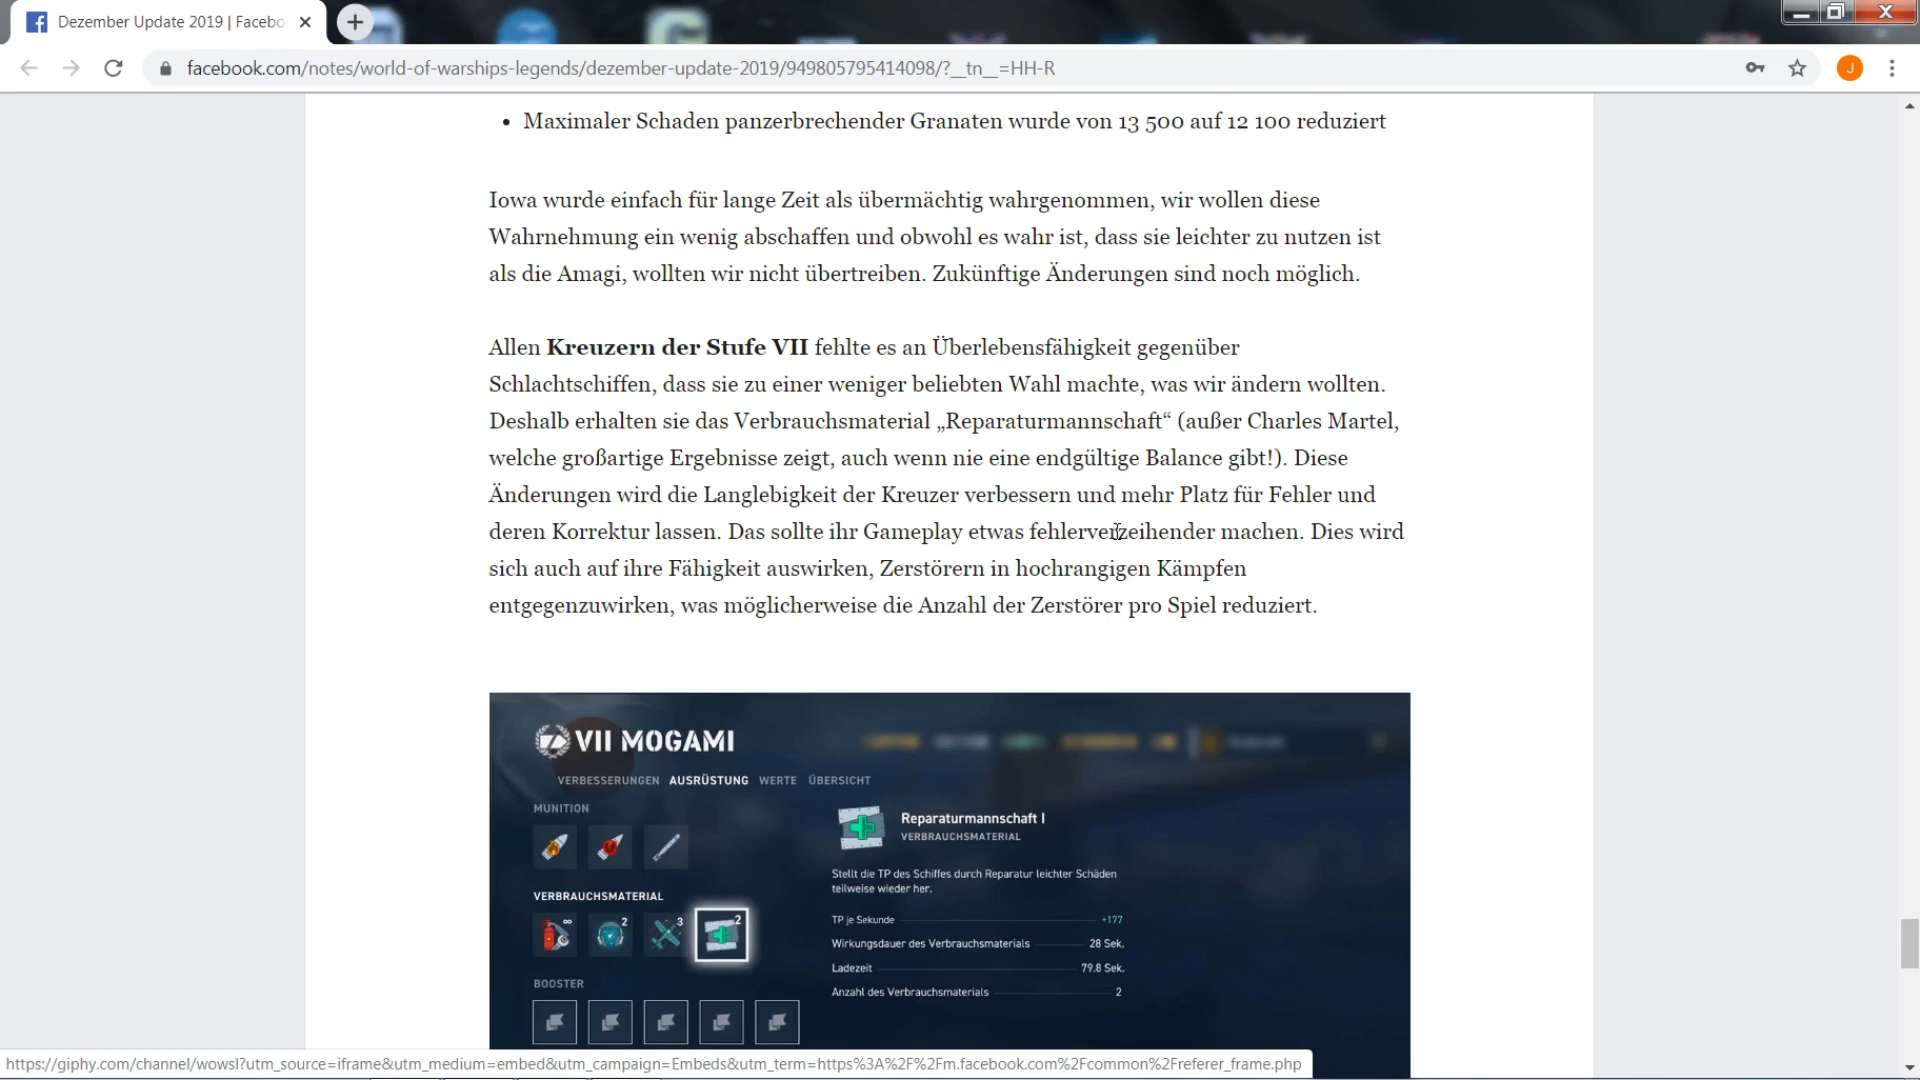 Dezember Update 2019 | Facebo
facebook.com/notes/world-of-warships-legends/dezember-update-2019/949805795414098/?__tn__=HH-R
J
• Maximaler Schaden panzerbrechender Granaten wurde von 13 500 auf 12 100 reduziert
Iowa wurde einfach für lange Zeit als übermächtig wahrgenommen, wir wollen diese
Wahrnehmung ein wenig abschaffen und obwohl es wahr ist, dass sie leichter zu nutzen ist
als die Amagi, wollten wir nicht übertreiben. Zukünftige Änderungen sind noch möglich.
Allen Kreuzern der Stufe VII fehlte es an Überlebensfähigkeit gegenüber
Schlachtschiffen, dass sie zu einer weniger beliebten Wahl machte, was wir ändern wollten.
Deshalb erhalten sie das Verbrauchsmaterial „Reparaturmannschaft“ (außer Charles Martel,
welche großartige Ergebnisse zeigt, auch wenn nie eine endgültige Balance gibt!). Diese
Änderungen wird die Langlebigkeit der Kreuzer verbessern und mehr Platz für Fehler und
deren Korrektur lassen. Das sollte ihr Gameplay etwas fehlerverzeihender machen. Dies wird
sich auch auf ihre Fähigkeit auswirken, Zerstörern in hochrangigen Kämpfen
entgegenzuwirken, was möglicherweise die Anzahl der Zerstörer pro Spiel reduziert.
VII MOGAMI
VERBESSERUNGEN AUSRÜSTUNG WERTE ÜBERSICHT
MUNITION
Reparaturmannschaft I
VERBRAUCHSMATERIAL
Stellt die TP des Schiffes durch Reparatur leichter Schäden
teilweise wieder her.
VERBRAUCHSMATERIAL
∞ 2 3 2
TP je Sekunde +177
Wirkungsdauer des Verbrauchsmaterials 28 Sek.
Ladezeit 79.8 Sek.
Anzahl des Verbrauchsmaterials 2
BOOSTER
https://giphy.com/channel/wowsl?utm_source=iframe&utm_medium=embed&utm_campaign=Embeds&utm_term=https%3A%2F%2Fm.facebook.com%2Fcommon%2Freferer_frame.php